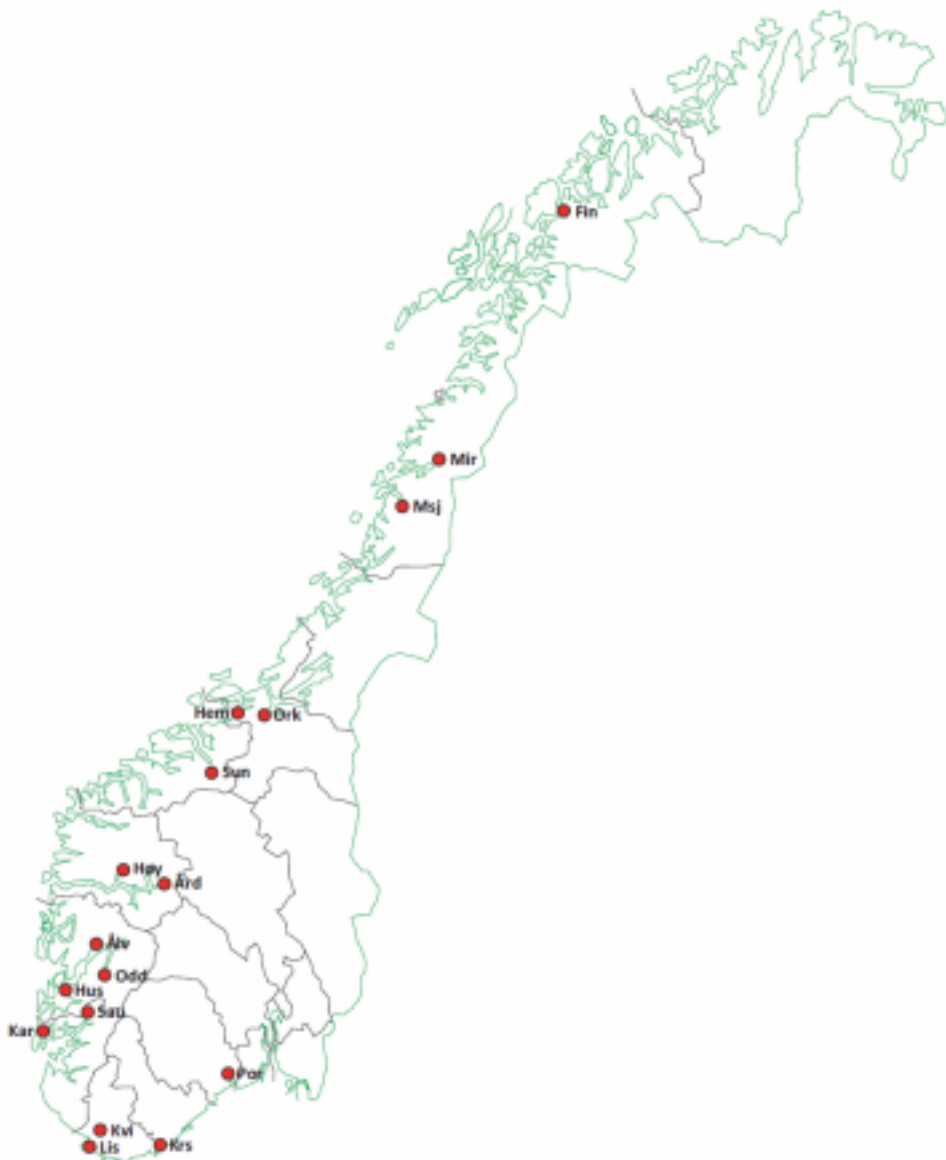 Fin
Mir
Msj
Hem
Ork
Sun
Høy
Ård
Ålv
Odd
Hus
Sau
Kar
Por
Kvi
Lis
Krs